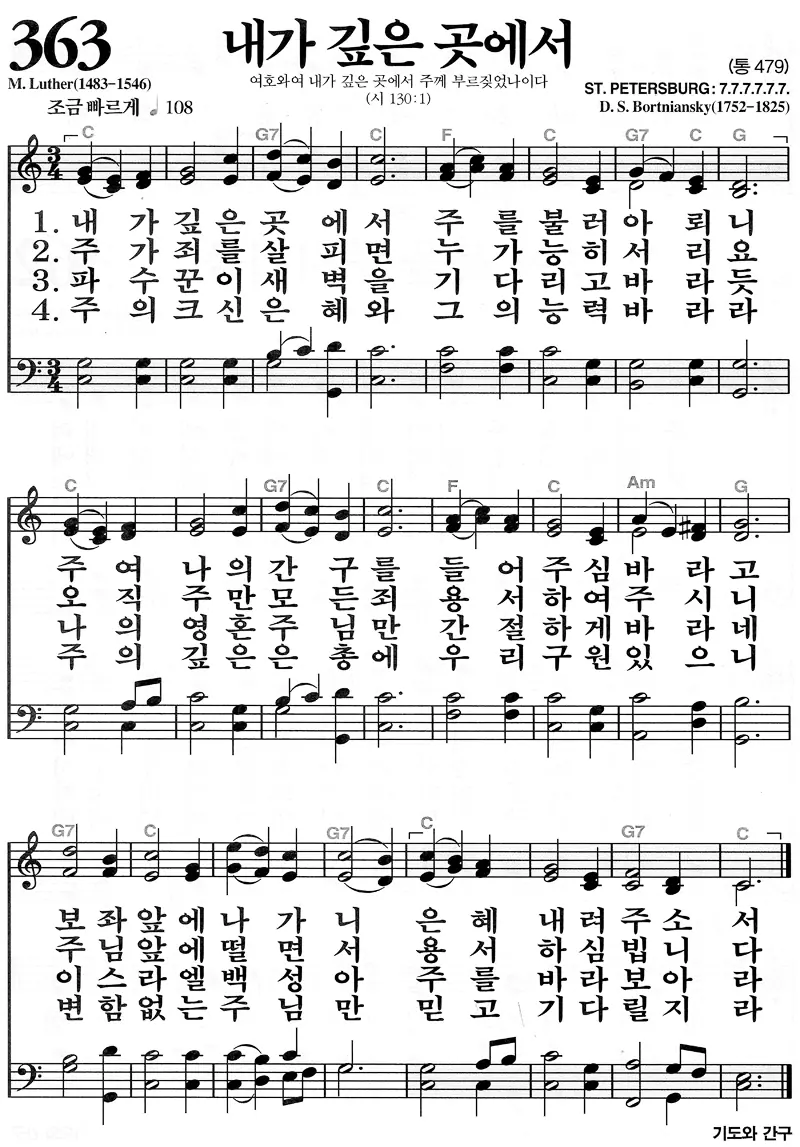 363
내가 깊은 곳에서
(통 479)
M. Luther(1483-1546)
여호와여 내가 깊은 곳에서 주께 부르짖었나이다
(시 130:1)
ST. PETERSBURG: 7.7.7.7.7.7.
조금 빠르게 ♩ 108
D. S. Bortniansky(1752-1825)
C G7 C F C G7 C G
1. 내 가 깊 은 곳 에 서 주 를 불 러 아 뢰 니
2. 주 가 죄 를 살 피 면 누 가 능 히 서 리 요
3. 파 수 꾼 이 새 벽 을 기 다 리 고 바 라 듯
4. 주 의 크 신 은 혜 와 그 의 능 력 바 라 라
C G7 C F C Am G
주 여 나 의 간 구 를 들 어 주 심 바 라 고
오 직 주 만 모 든 죄 용 서 하 여 주 시 니
나 의 영 혼 주 님 만 간 절 하 게 바 라 네
주 의 깊 은 은 총 에 우 리 구 원 있 으 니
G7 C G7 C G7 C
보 좌 앞 에 나 가 니 은 혜 내 려 주 소 서
주 님 앞 에 떨 면 서 용 서 하 심 빕 니 다
이 스 라 엘 백 성 아 주 를 바 라 보 아 라
변 함 없 는 주 님 만 믿 고 기 다 릴 지 라
기도와 간구